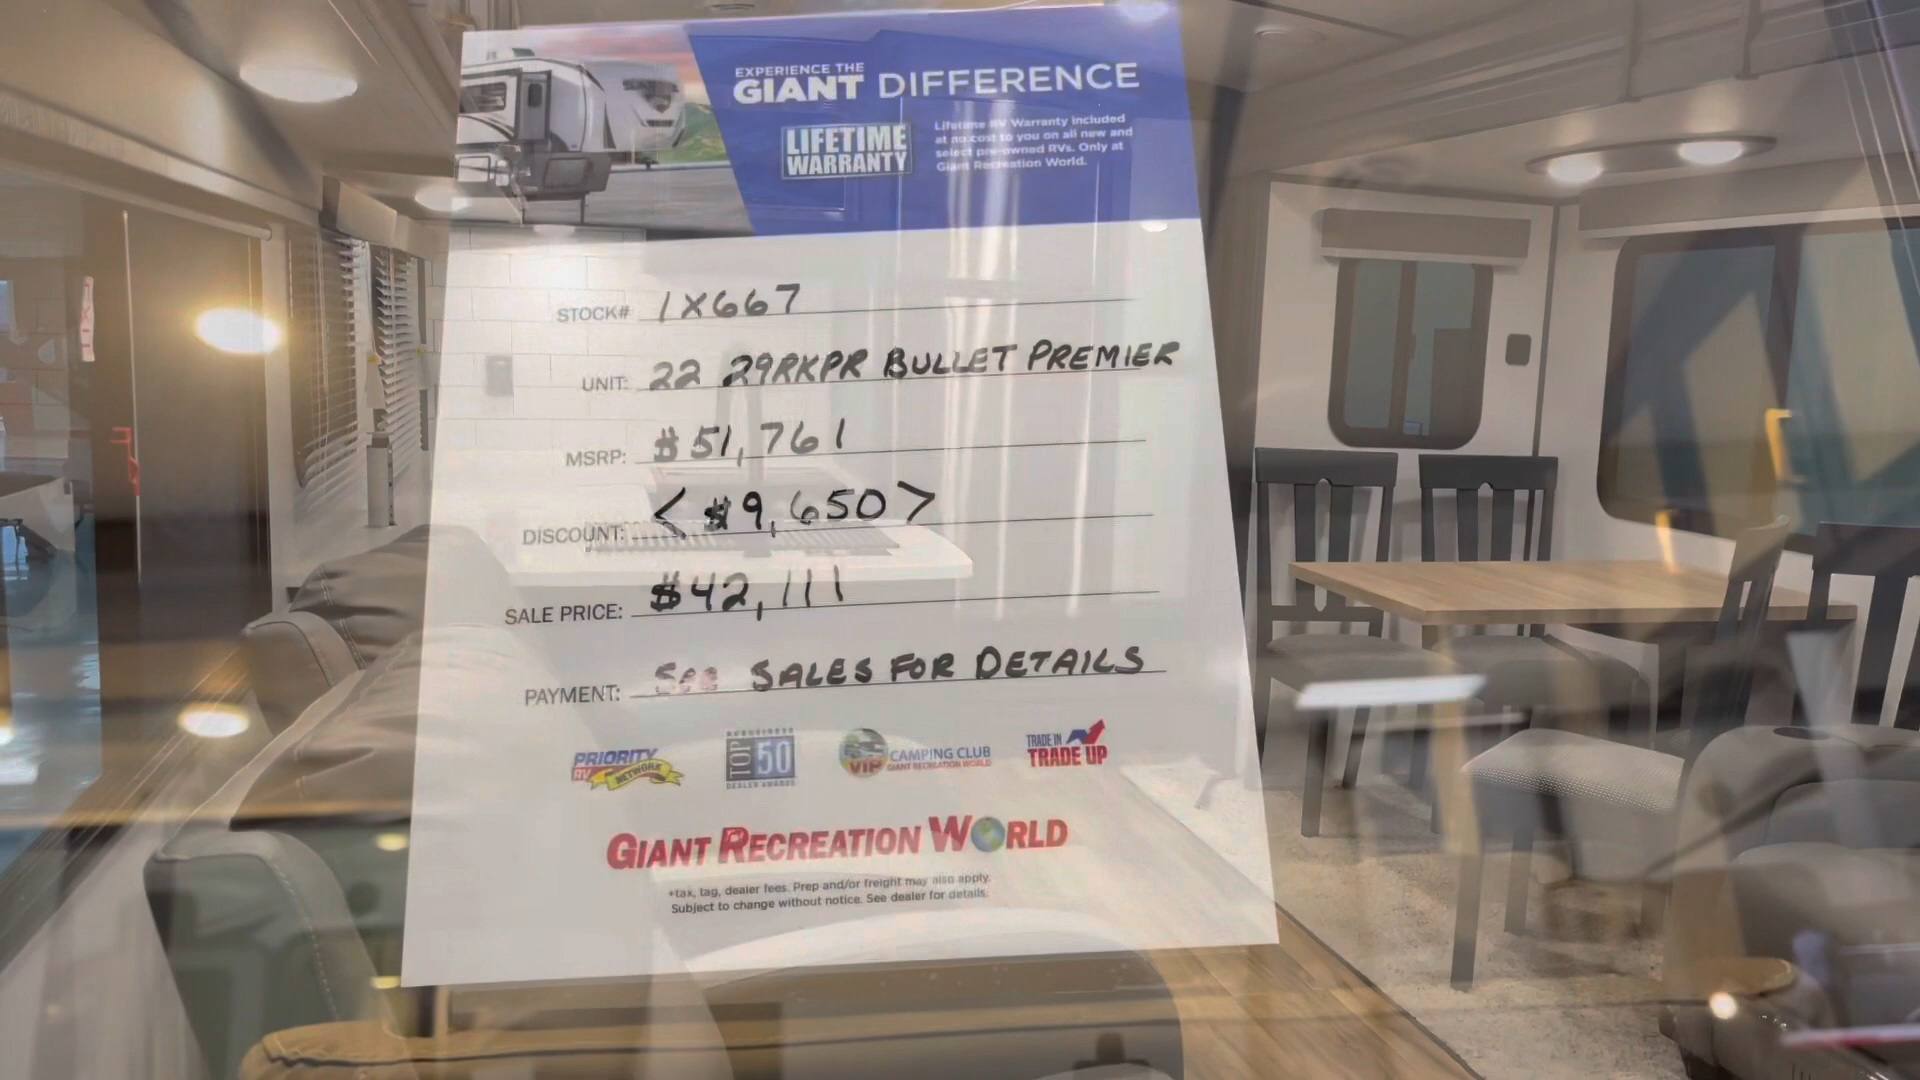 EXPERIENCE THE
GIANT DIFFERENCE
LIFETIME
WARRANTY
Lifetime RV Warranty included
at no cost to you on all new and
select pre-owned RVs. Only at
Giant Recreation World.
STOCK# 1X667
UNIT: 22 29RKPR BULLET PREMIER
MSRP: $51,761
DISCOUNT: <$9,650>
SALE PRICE: $42,111
PAYMENT: SEE SALES FOR DETAILS
PRIORITY
RV NETWORK
RVBUSINESS
TOP 50
DEALER AWARDS
VIP CAMPING CLUB
GIANT RECREATION WORLD
TRADE IN
TRADE UP
GIANT RECREATION WORLD
+tax, tag, dealer fees. Prep and/or freight may also apply.
Subject to change without notice. See dealer for details.